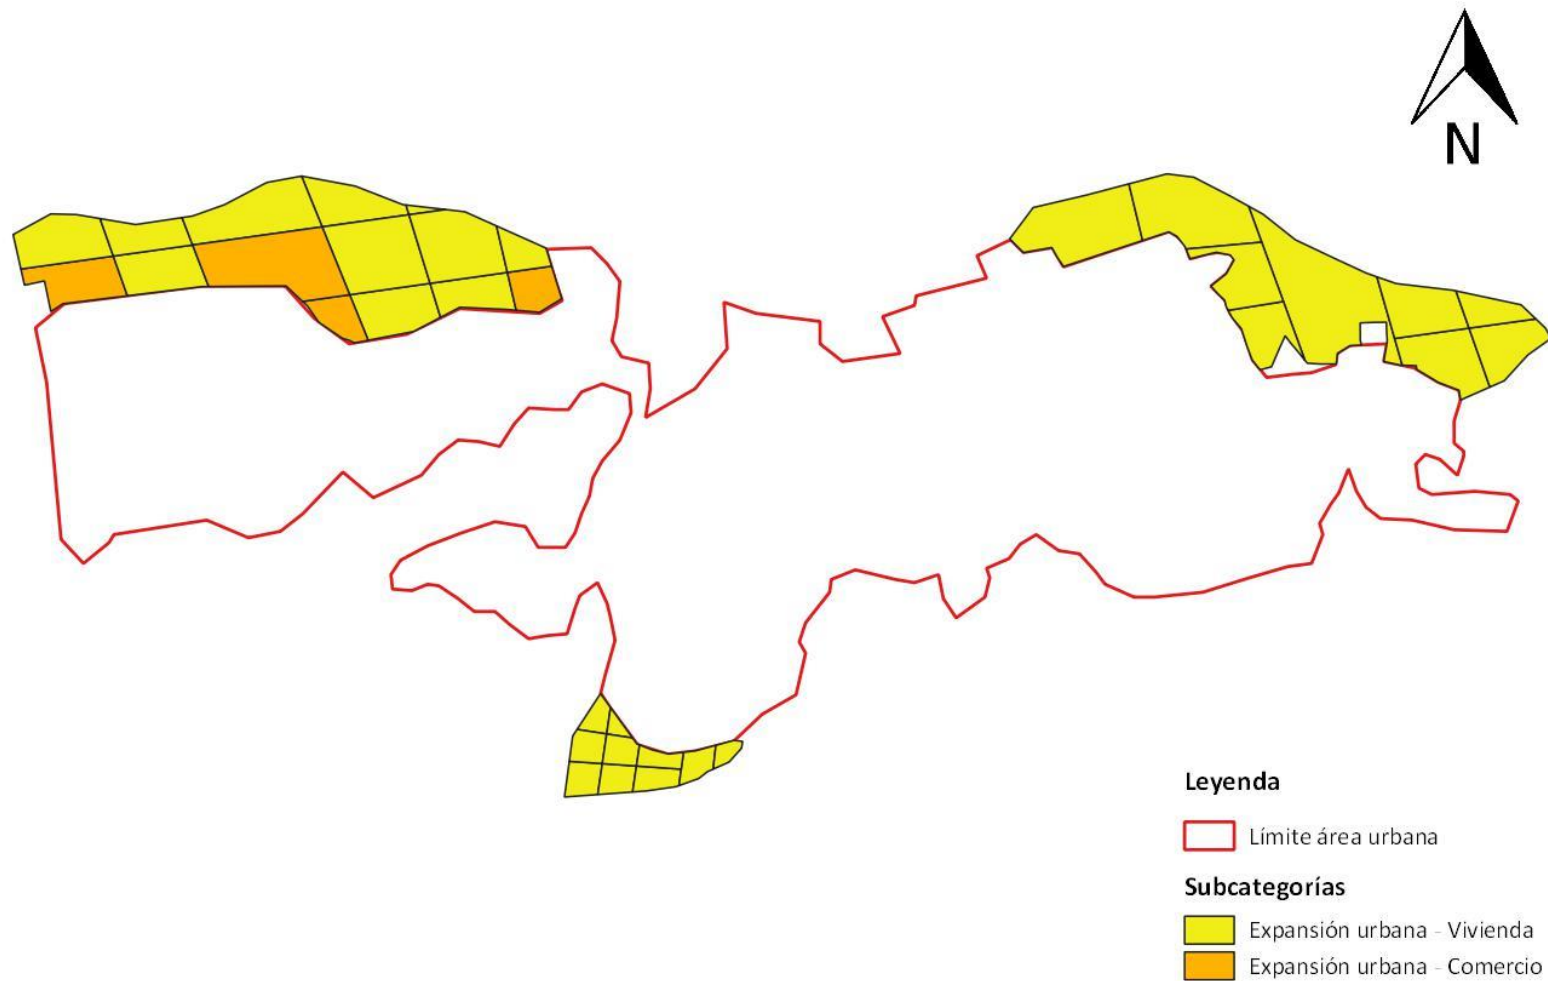 N
Leyenda
Límite área urbana
Subcategorías
Expansión urbana - Vivienda
Expansión urbana - Comercio